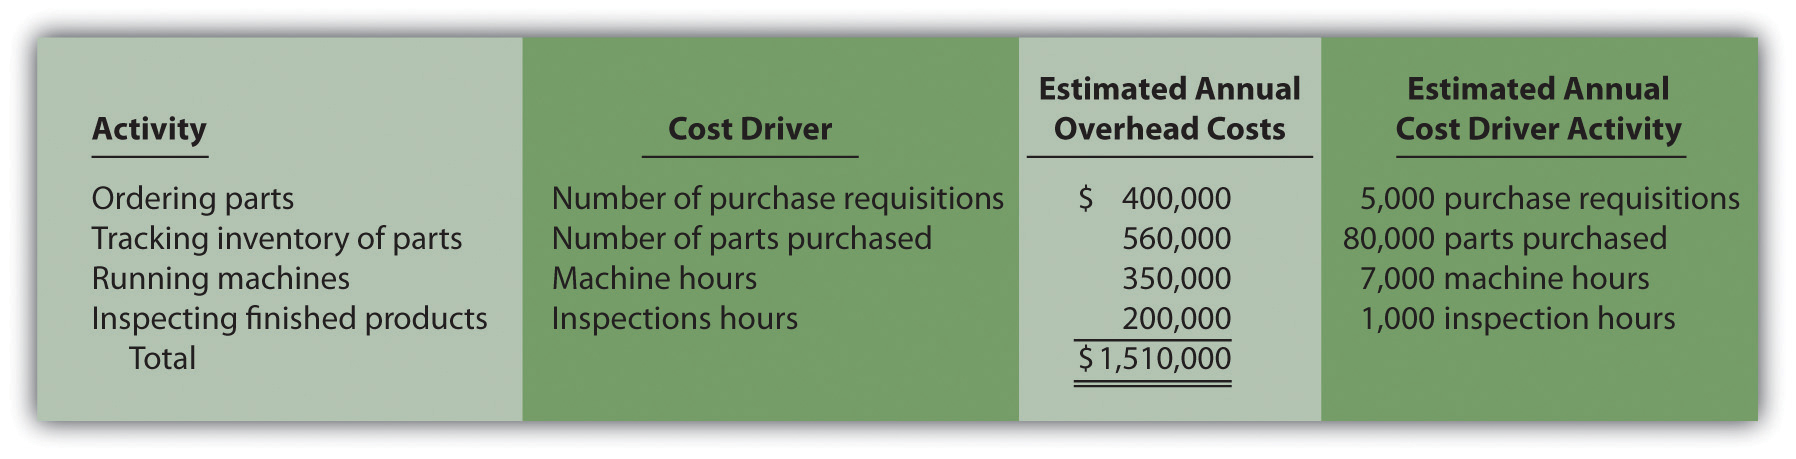 Activity Cost Driver Estimated Annual Overhead Costs Estimated Annual Cost Driver Activity
Ordering parts Number of purchase requisitions $ 400,000 5,000 purchase requisitions
Tracking inventory of parts Number of parts purchased 560,000 80,000 parts purchased
Running machines Machine hours 350,000 7,000 machine hours
Inspecting finished products Inspections hours 200,000 1,000 inspection hours
Total $1,510,000